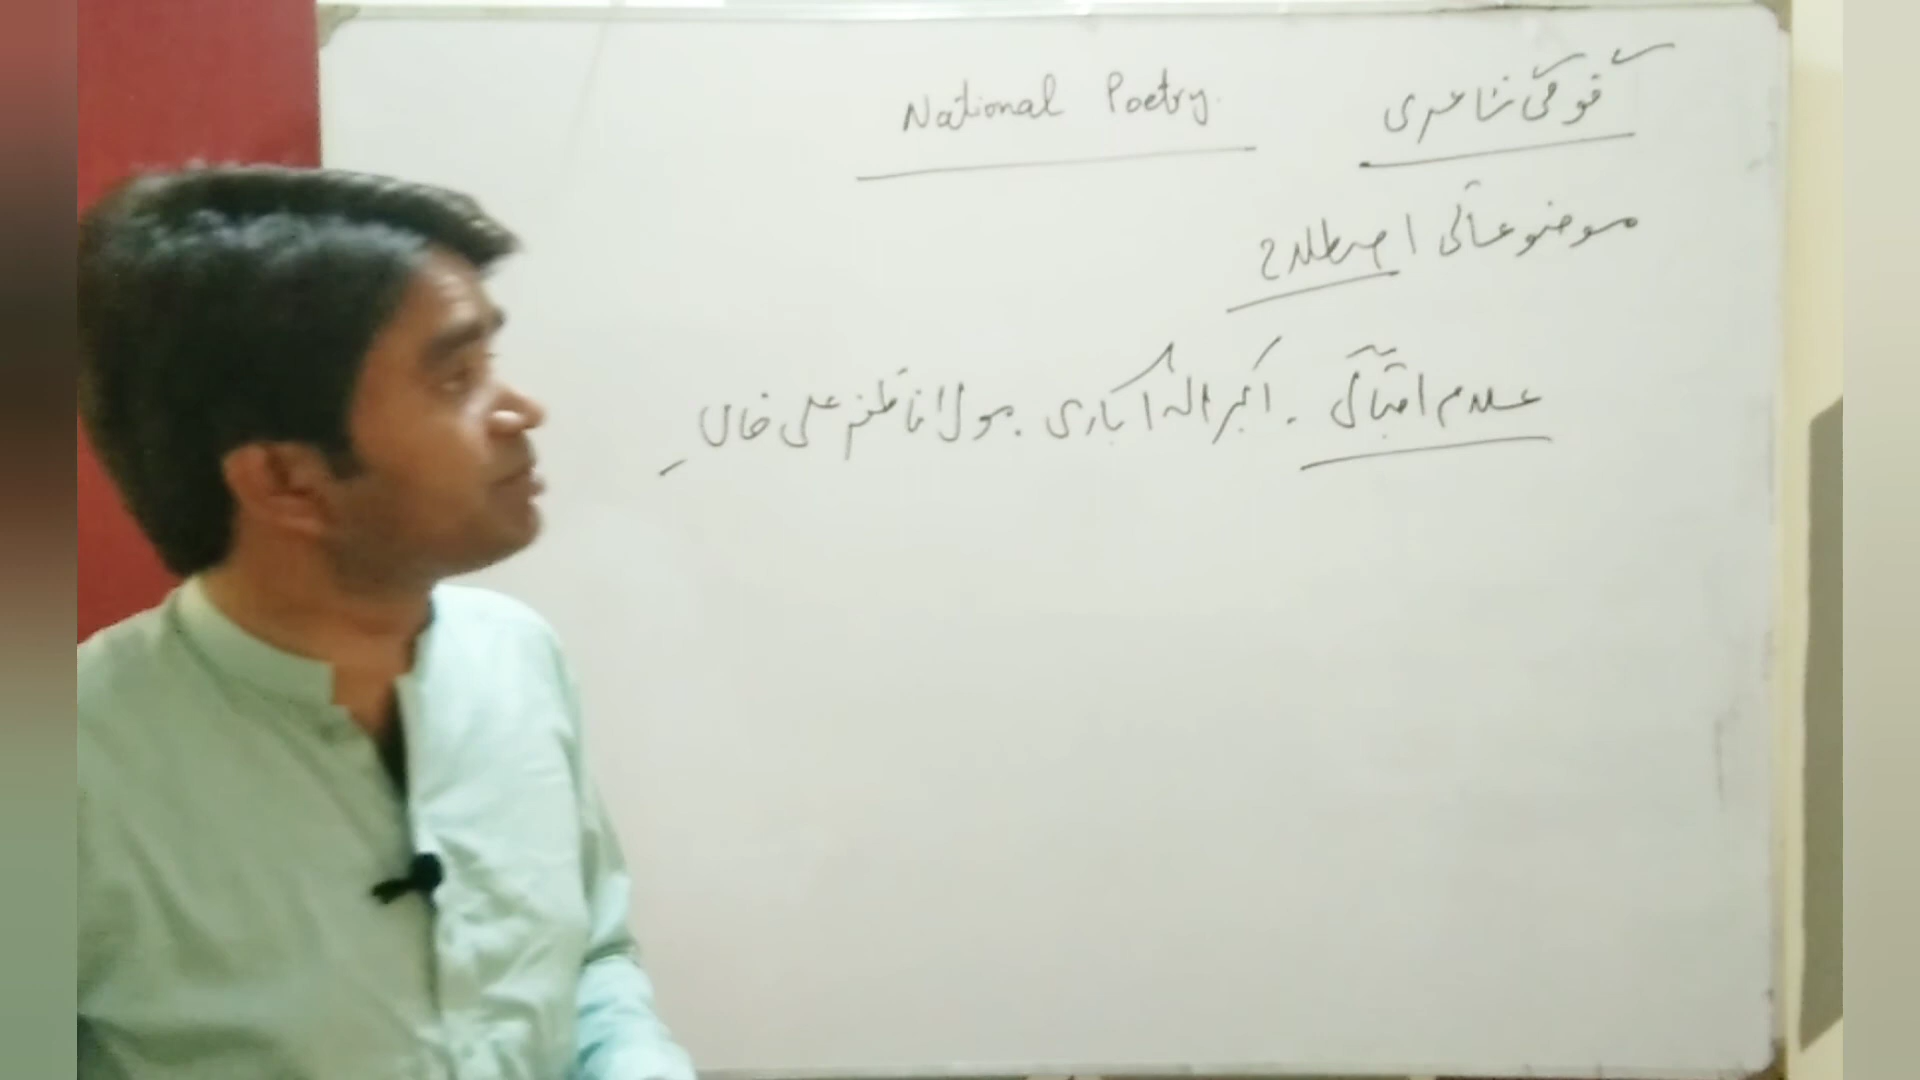 قومی شاعری National Poetry.
موضوعاتی اصطلاح
علامہ اقبال ۔ اکبر الہ آبادی ۔ مولانا ظفر علی خاں ۔